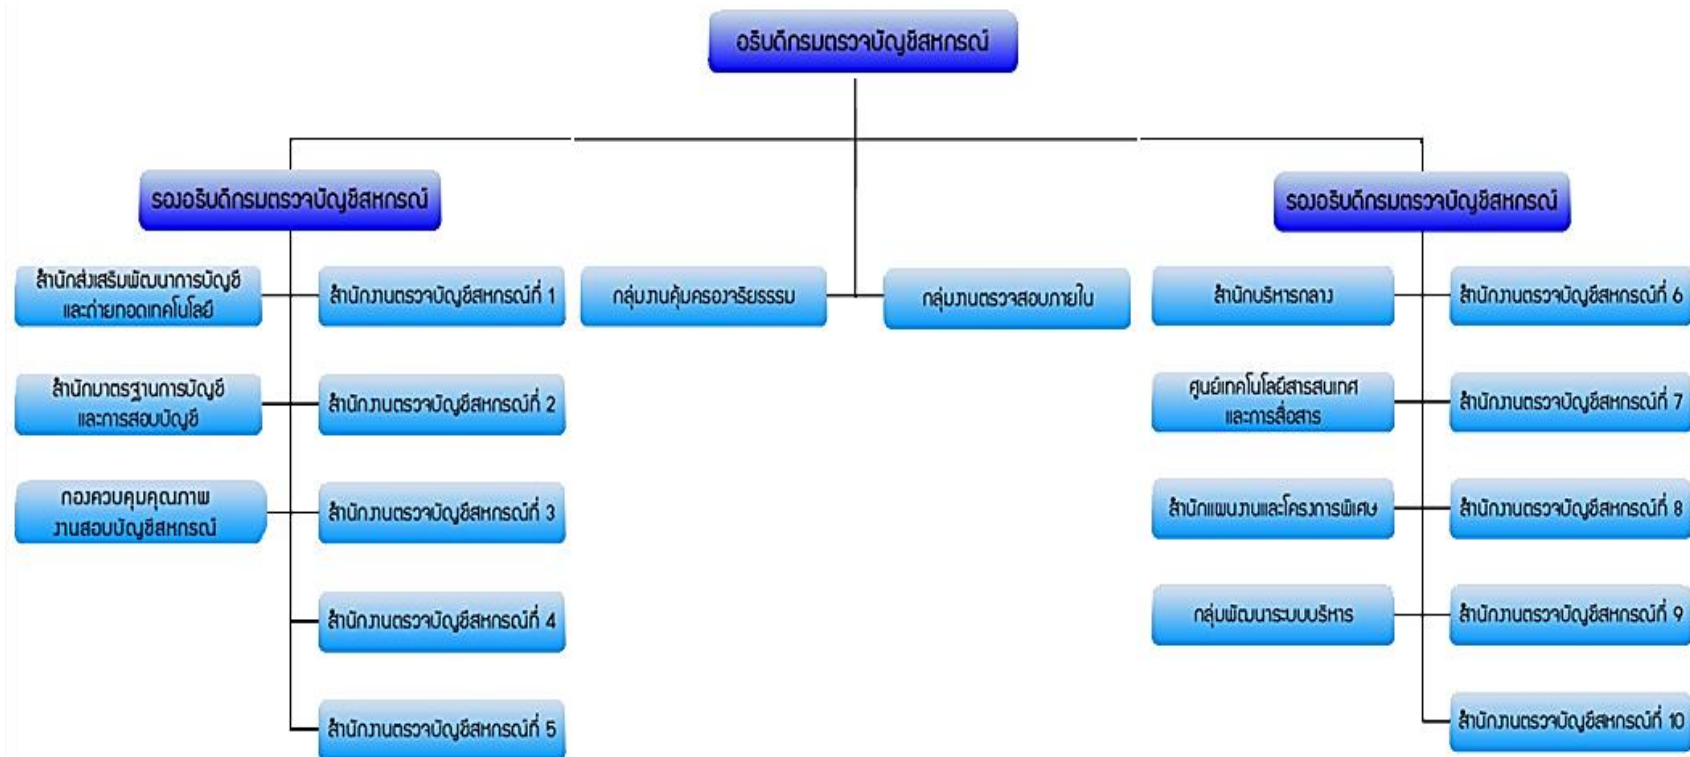 อธิบดีกรมตรวจบัญชีสหกรณ์
รองอธิบดีกรมตรวจบัญชีสหกรณ์
รองอธิบดีกรมตรวจบัญชีสหกรณ์
สำนักส่งเสริมพัฒนาการบัญชี
และถ่ายทอดเทคโนโลยี
สำนักงานตรวจบัญชีสหกรณ์ที่ 1
กลุ่มงานคุ้มครองจริยธรรม
กลุ่มงานตรวจสอบภายใน
สำนักบริหารกลาง
สำนักงานตรวจบัญชีสหกรณ์ที่ 6
สำนักมาตรฐานการบัญชี
และการสอบบัญชี
สำนักงานตรวจบัญชีสหกรณ์ที่ 2
ศูนย์เทคโนโลยีสารสนเทศ
และการสื่อสาร
สำนักงานตรวจบัญชีสหกรณ์ที่ 7
กองควบคุมคุณภาพ
งานสอบบัญชีสหกรณ์
สำนักงานตรวจบัญชีสหกรณ์ที่ 3
สำนักแผนงานและโครงการพิเศษ
สำนักงานตรวจบัญชีสหกรณ์ที่ 8
สำนักงานตรวจบัญชีสหกรณ์ที่ 4
กลุ่มพัฒนาระบบบริหาร
สำนักงานตรวจบัญชีสหกรณ์ที่ 9
สำนักงานตรวจบัญชีสหกรณ์ที่ 5
สำนักงานตรวจบัญชีสหกรณ์ที่ 10